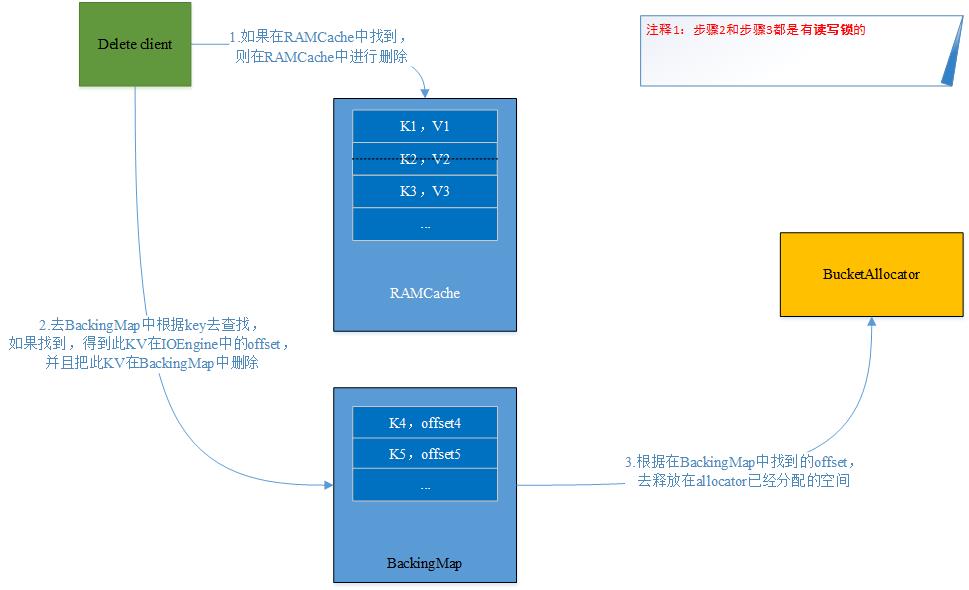 Delete client
1.如果在RAMCache中找到，
则在RAMCache中进行删除
注释1：步骤2和步骤3都是有读写锁的
K1，V1
K2，V2
K3，V3
...
RAMCache
BucketAllocator
2.去BackingMap中根据key去查找，
如果找到，得到此KV在IOEngine中的offset，
并且把此KV在BackingMap中删除
K4，offset4
K5，offset5
...
BackingMap
3.根据在BackingMap中找到的offset，
去释放在allocator已经分配的空间